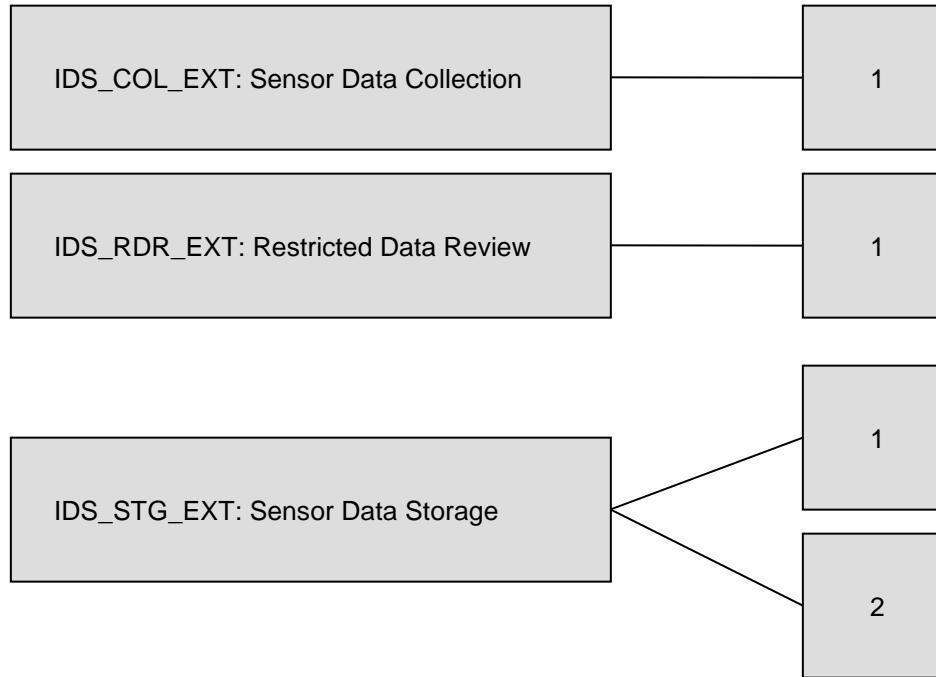 IDS_COL_EXT: Sensor Data Collection
1
IDS_RDR_EXT: Restricted Data Review
1
1
IDS_STG_EXT: Sensor Data Storage
2